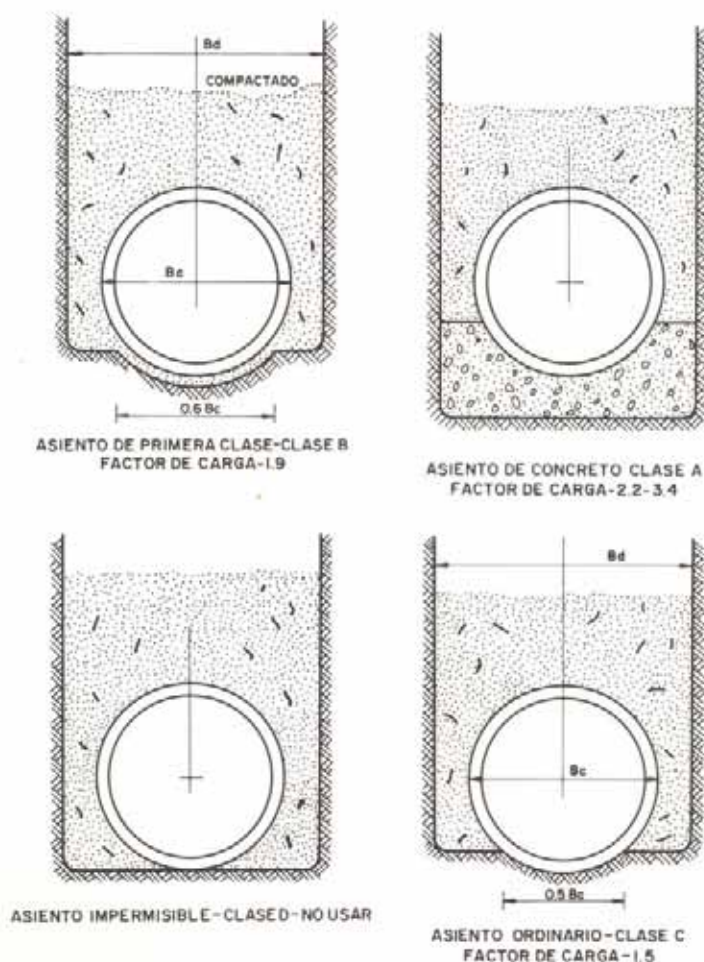 Bd
COMPACTADO
Bc
0.6 Bc
ASIENTO DE PRIMERA CLASE-CLASE B
FACTOR DE CARGA-1.9
ASIENTO DE CONCRETO CLASE A
FACTOR DE CARGA-2.2-3.4
ASIENTO IMPERMISIBLE-CLASED-NO USAR
Bd
Bc
0.5 Bc
ASIENTO ORDINARIO-CLASE C
FACTOR DE CARGA-1.5